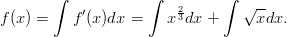 f(x) = ∫ f′(x)dx = ∫ x^{2/3} dx + ∫ √x dx.